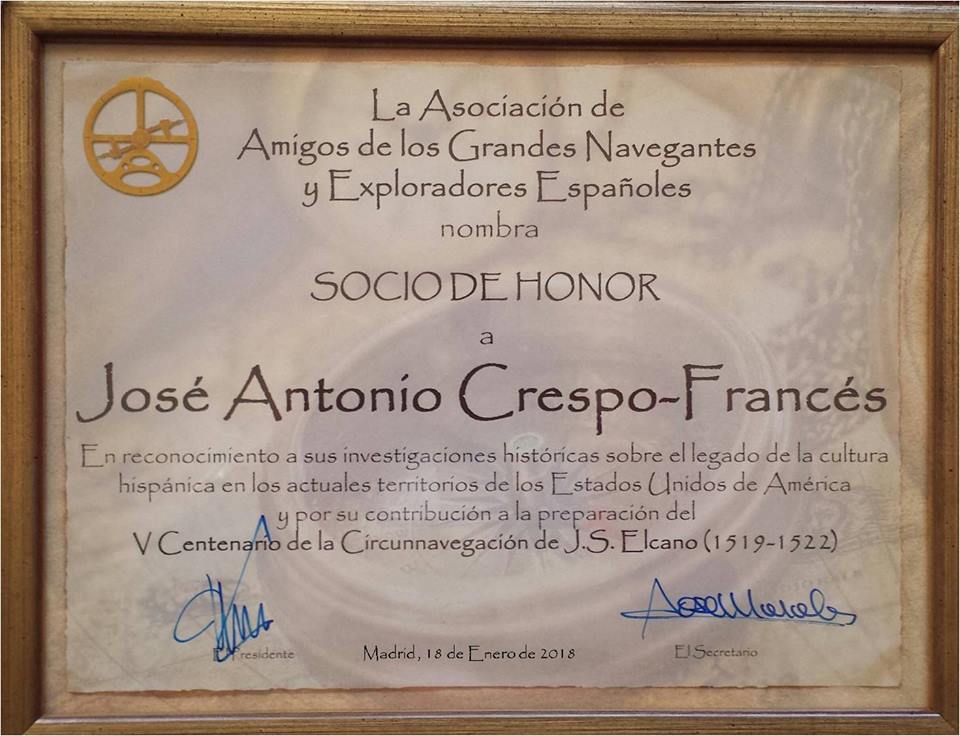 La Asociación de
Amigos de los Grandes Navegantes
y Exploradores Españoles
nombra
SOCIO DE HONOR
a
José Antonio Crespo-Francés
En reconocimiento a sus investigaciones históricas sobre el legado de la cultura
hispánica en los actuales territorios de los Estados Unidos de América
y por su contribución a la preparación del
V Centenario de la Circunnavegación de J.S. Elcano (1519-1522)
El Presidente
Madrid, 18 de Enero de 2018
El Secretario